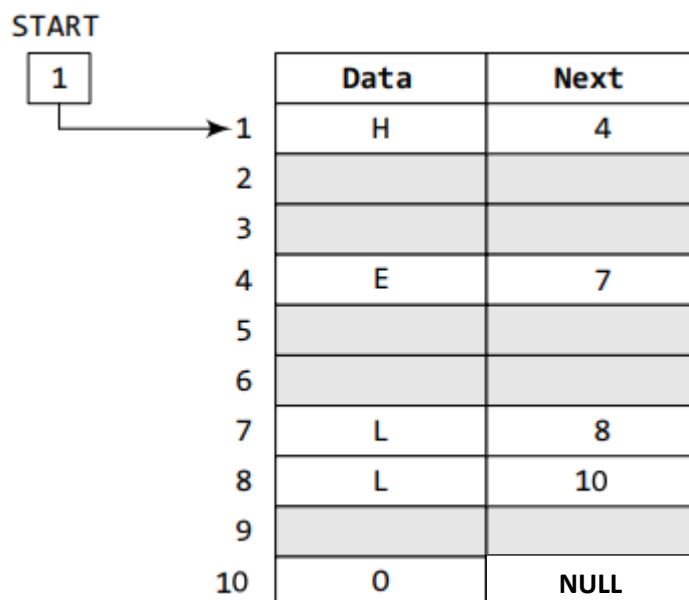 START
1
Data Next
1 H 4
2
3
4 E 7
5
6
7 L 8
8 L 10
9
10 O NULL